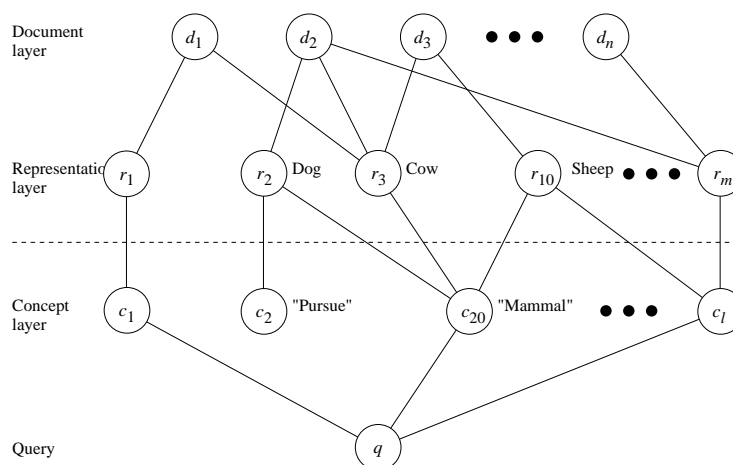 Document layer
d1 d2 d3 dn
Representatio layer
r1 r2 Dog r3 Cow r10 Sheep rm
Concept layer
c1 c2 "Pursue" c20 "Mammal" cl
Query
q